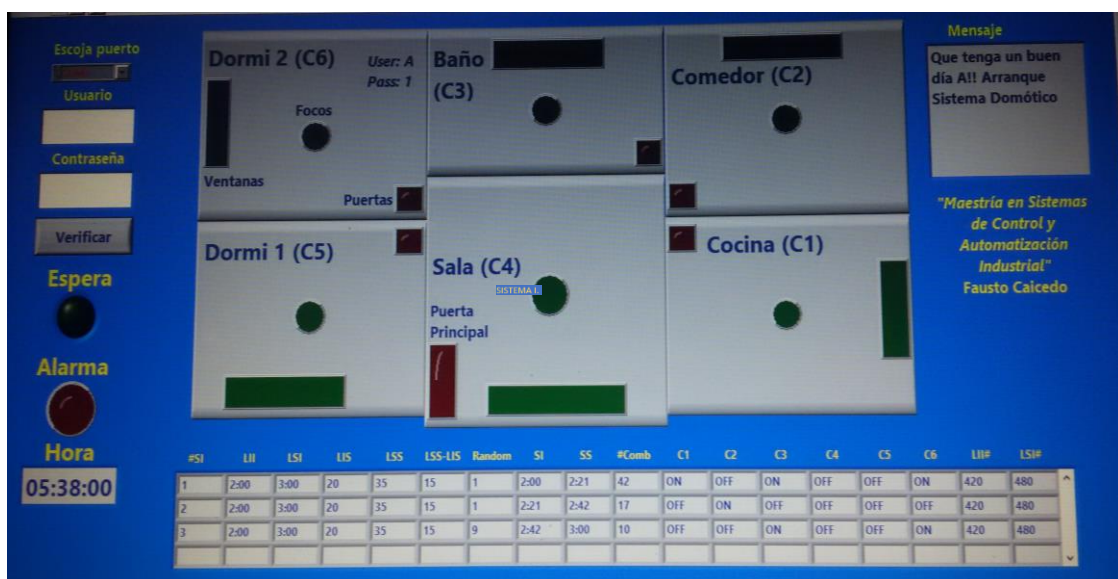 Escoja puerto
Usuario
Contraseña
Verificar
Espera
Alarma
Hora
05:38:00
Dormi 2 (C6)
User: A
Pass: 1
Focos
Ventanas
Puertas
Baño
(C3)
Comedor (C2)
Dormi 1 (C5)
Sala (C4)
SISTEMA I.
Puerta
Principal
Cocina (C1)
Mensaje
Que tenga un buen
día A!! Arranque
Sistema Domótico
"Maestría en Sistemas
de Control y
Automatización
Industrial"
Fausto Caicedo
#SI LII LSI LIS LSS LSS-LIS Random SI SS #Comb C1 C2 C3 C4 C5 C6 LII# LSI#
1 2:00 3:00 20 35 15 1 2:00 2:21 42 ON OFF ON OFF OFF ON 420 480
2 2:00 3:00 20 35 15 1 2:21 2:42 17 OFF ON OFF OFF OFF OFF 420 480
3 2:00 3:00 20 35 15 9 2:42 3:00 10 OFF OFF ON OFF OFF ON 420 480